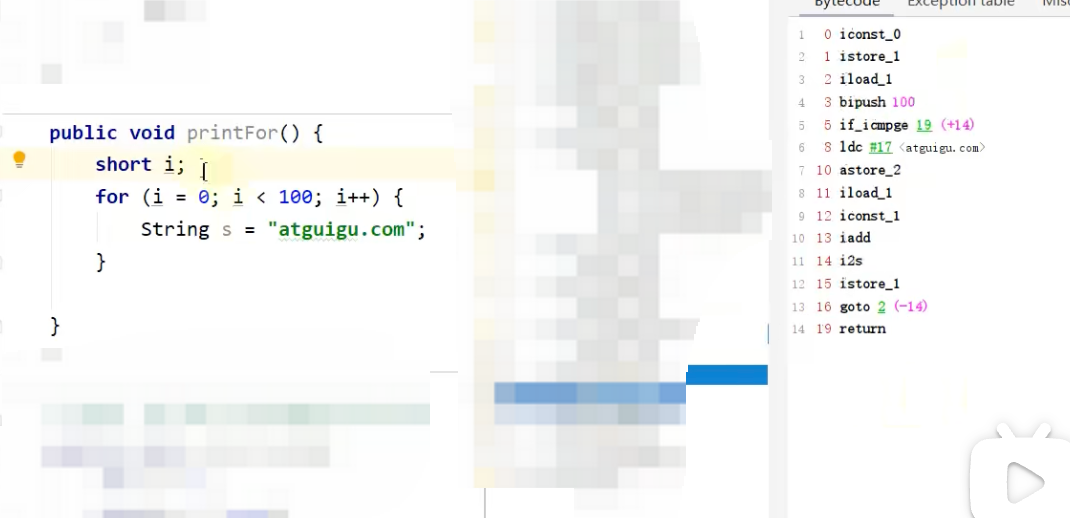 public void printFor() {
short i;
for (i = 0; i < 100; i++) {
String s = "atguigu.com";
}
}
Bytecode Exception table Misc
1 0 iconst_0
2 1 istore_1
3 2 iload_1
4 3 bipush 100
5 5 if_icmpge 19 (+14)
6 8 ldc #17 <atguigu.com>
7 10 astore_2
8 11 iload_1
9 12 iconst_1
10 13 iadd
11 14 i2s
12 15 istore_1
13 16 goto 2 (-14)
14 19 return